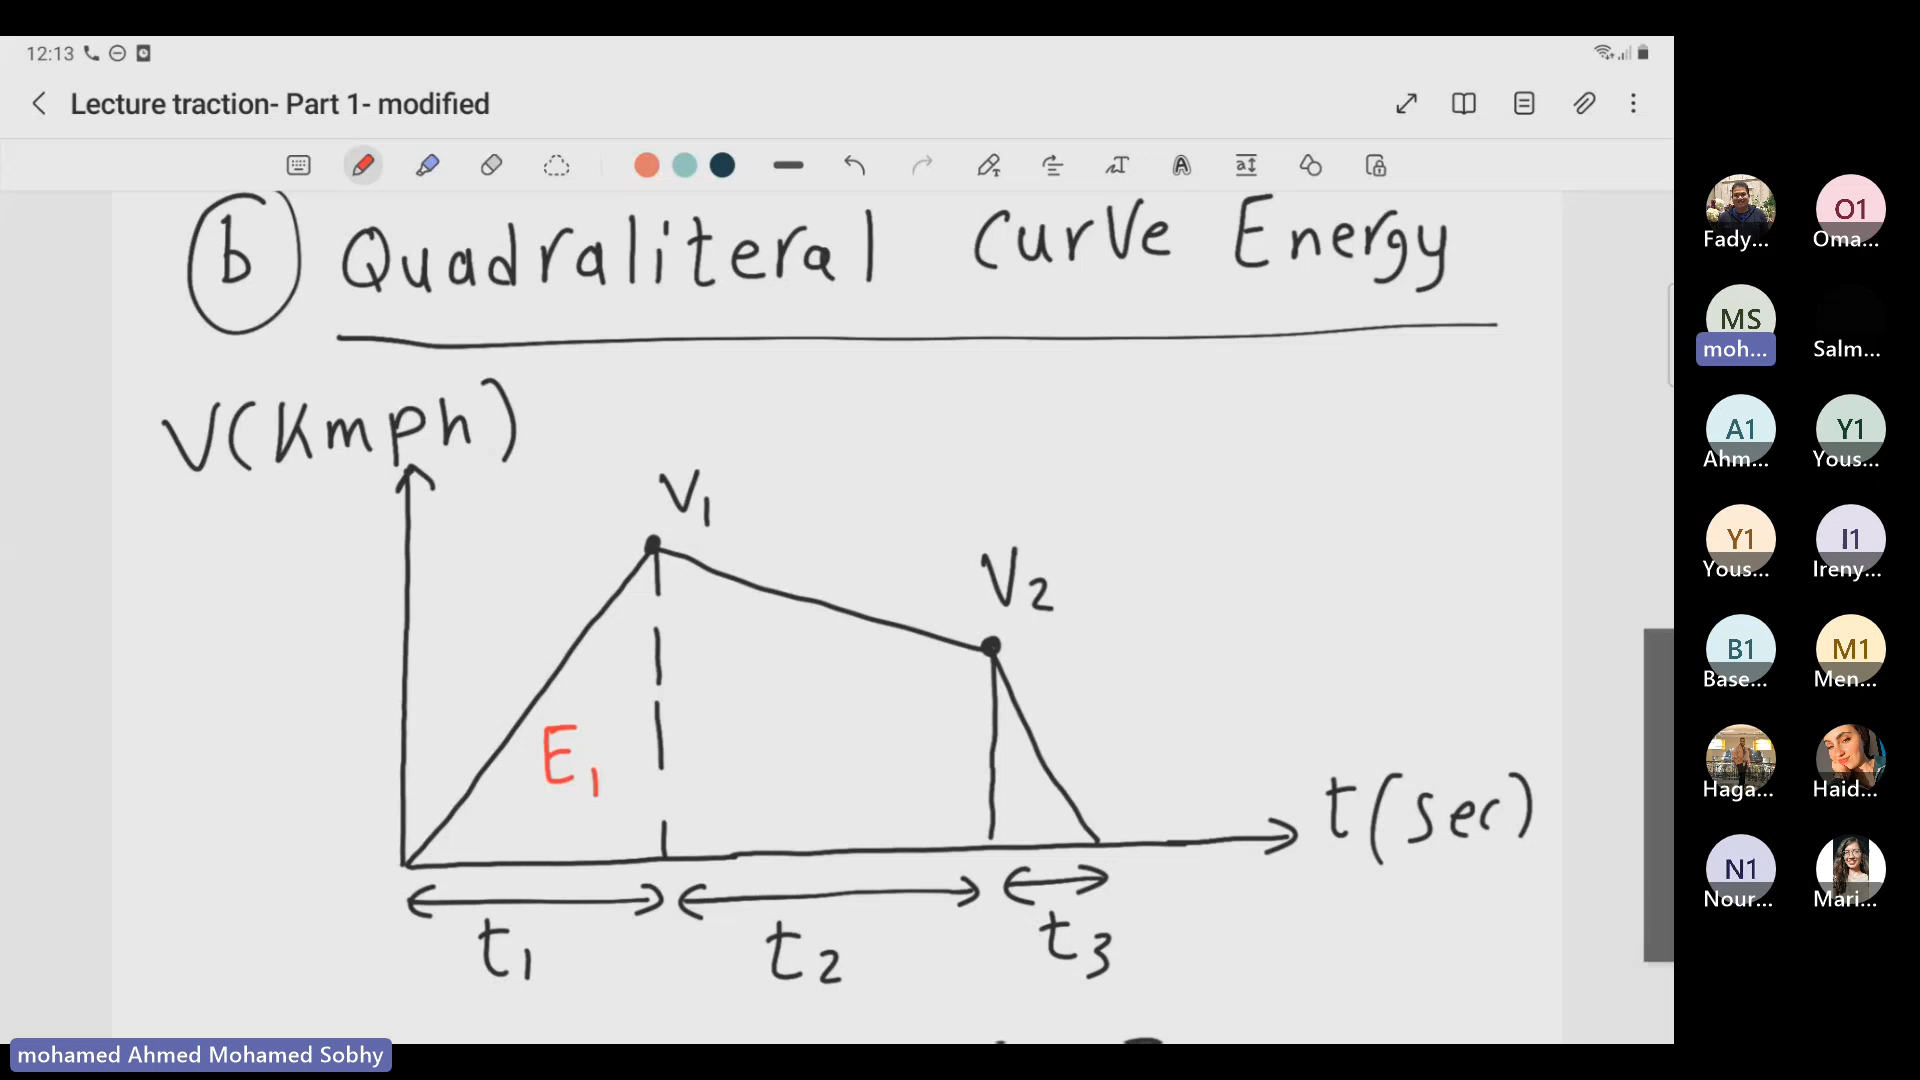 12:13
Lecture traction- Part 1- modified
b Quadraliteral Curve Energy
V(Kmph)
V1
V2
E1
t(sec)
t1 t2 t3
Fady... Oma...
O1
MS
moh... Salm...
A1 Y1
Ahm... Yous...
Y1 I1
Yous... Ireny...
B1 M1
Base... Men...
Haga... Haid...
N1
Nour... Mari...
mohamed Ahmed Mohamed Sobhy